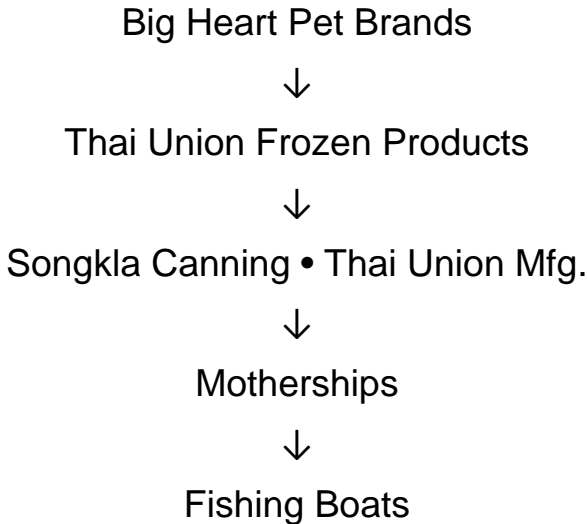 Big Heart Pet Brands
↓
Thai Union Frozen Products
↓
Songkla Canning • Thai Union Mfg.
↓
Motherships
↓
Fishing Boats